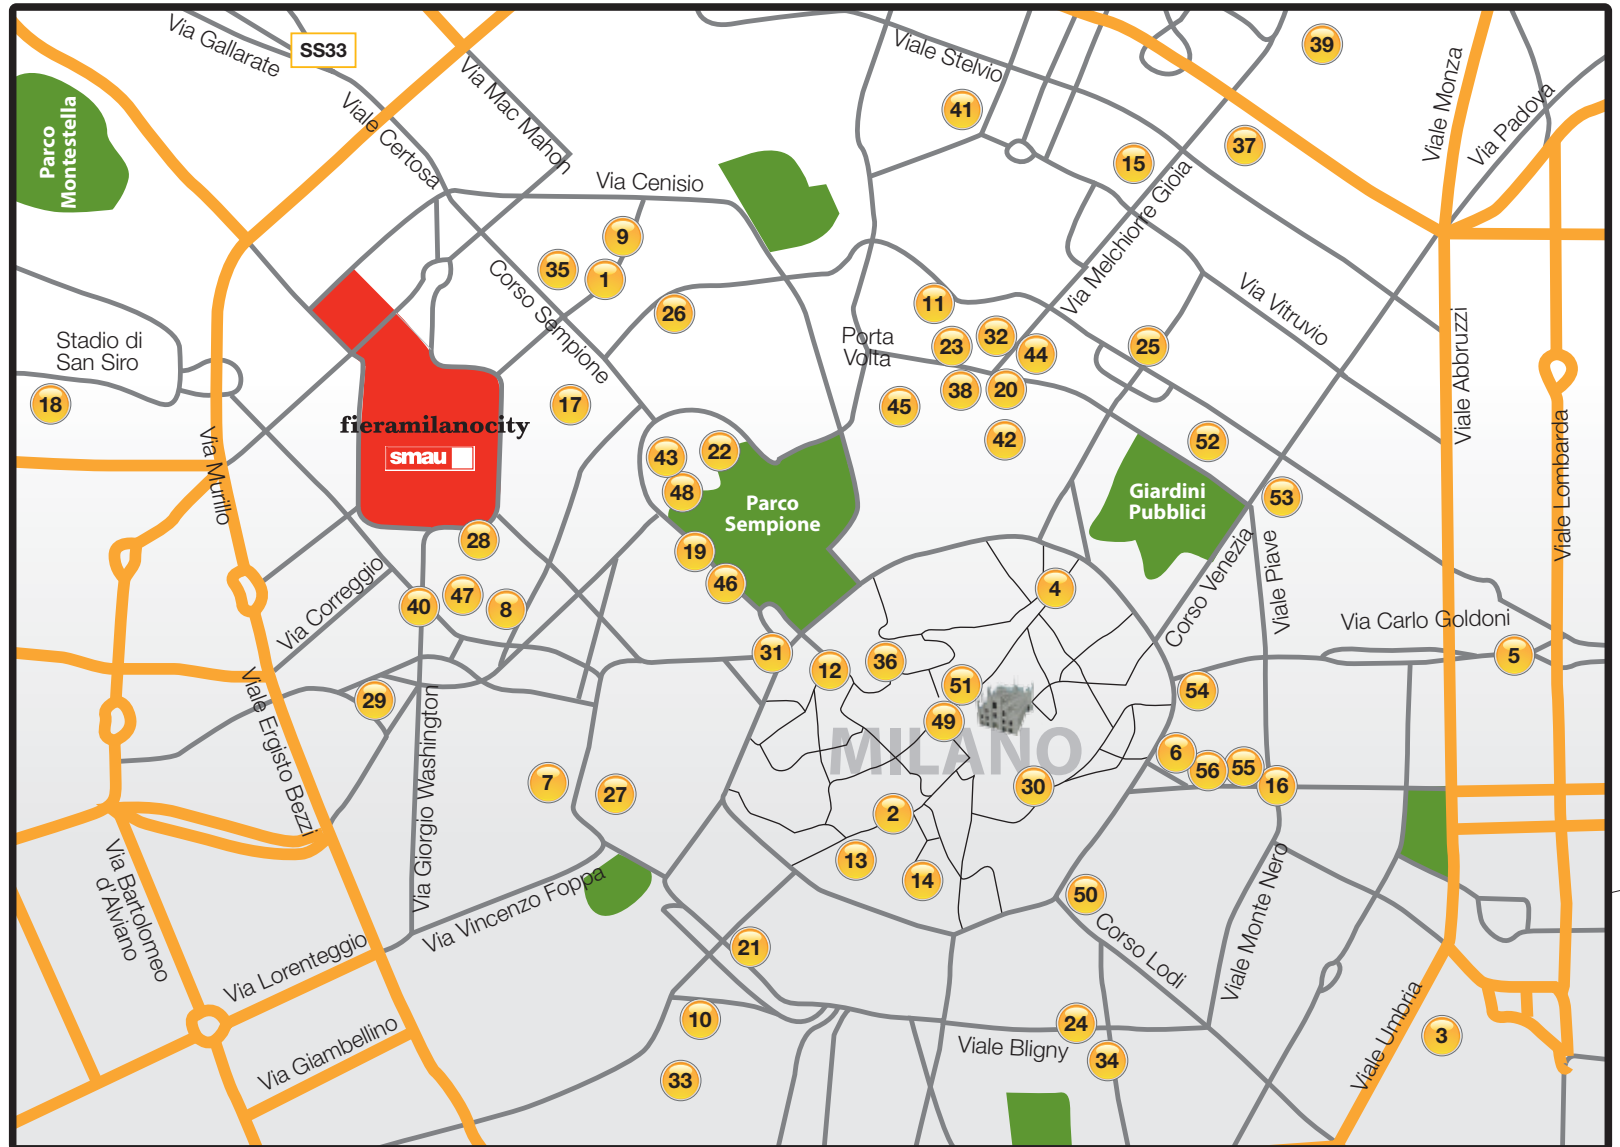 Via Gallarate
SS33
Via Mac Mahon
Viale Certosa
Viale Stelvio
39
41
37
15
Viale Monza
Via Padova
Parco
Montestella
Via Cenisio
9
35
1
26
Corso Sempione
Via Melchiorre Gioia
11
32
23
44
25
Via Vitruvio
Porta
Volta
Stadio di
San Siro
18
17
45
38
20
42
Viale Abbruzzi
Viale Lombarda
fieramilanocity
smau
Via Murillo
43
22
48
Parco
Sempione
52
53
Giardini
Pubblici
28
19
46
40
47
8
Via Correggio
4
Corso Venezia
Viale Piave
Via Carlo Goldoni
5
31
12
36
51
49
MILANO
54
29
Viale Ergisto Bezzi
Via Giorgio Washington
7
27
6
56
55
16
30
2
13
14
50
Via Bartolomeo
d'Alviano
Via Vincenzo Foppa
Via Lorenteggio
21
Corso Lodi
Viale Monte Nero
10
33
24
34
Viale Bligny
Via Giambellino
Viale Umbria
3